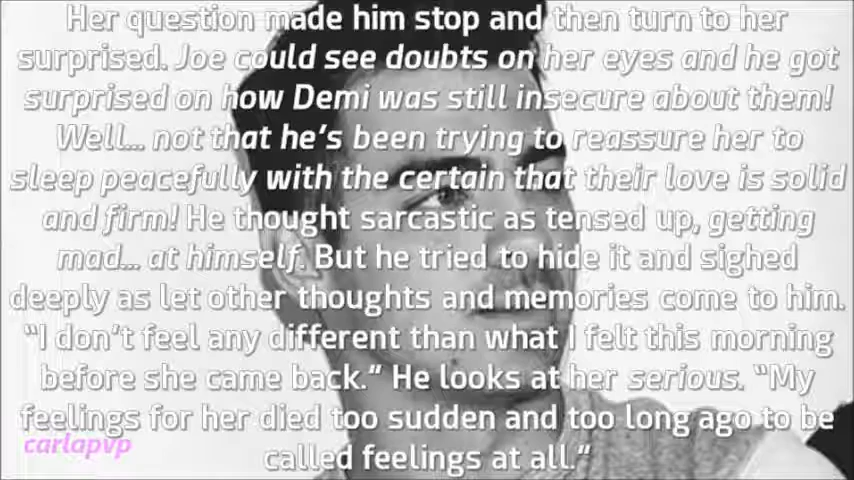 Her question made him stop and then turn to her
surprised. Joe could see doubts on her eyes and he got
surprised on how Demi was still insecure about them!
Well... not that he's been trying to reassure her to
sleep peacefully with the certain that their love is solid
and firm! He thought sarcastic as tensed up, getting
mad... at himself. But he tried to hide it and sighed
deeply as let other thoughts and memories come to him.
“I don't feel any different than what I felt this morning
before she came back.” He looks at her serious. “My
feelings for her died too sudden and too long ago to be
called feelings at all.”
carlapvp